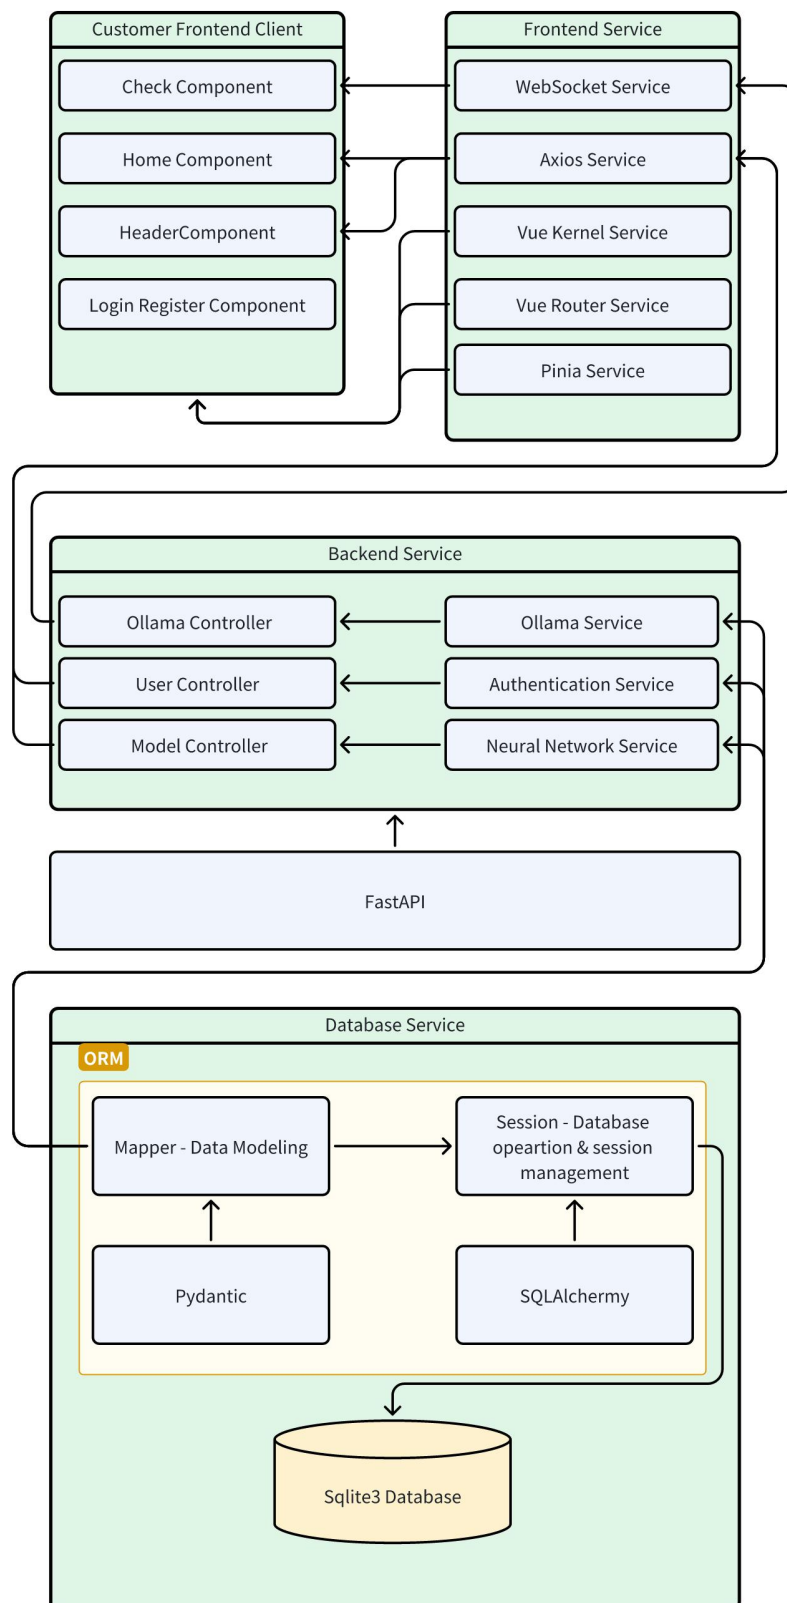 Customer Frontend Client
Frontend Service
Check Component
WebSocket Service
Home Component
Axios Service
HeaderComponent
Vue Kernel Service
Login Register Component
Vue Router Service
Pinia Service
Backend Service
Ollama Controller
Ollama Service
User Controller
Authentication Service
Model Controller
Neural Network Service
FastAPI
Database Service
ORM
Mapper - Data Modeling
Session - Database
opeartion & session
management
Pydantic
SQLAlchermy
Sqlite3 Database